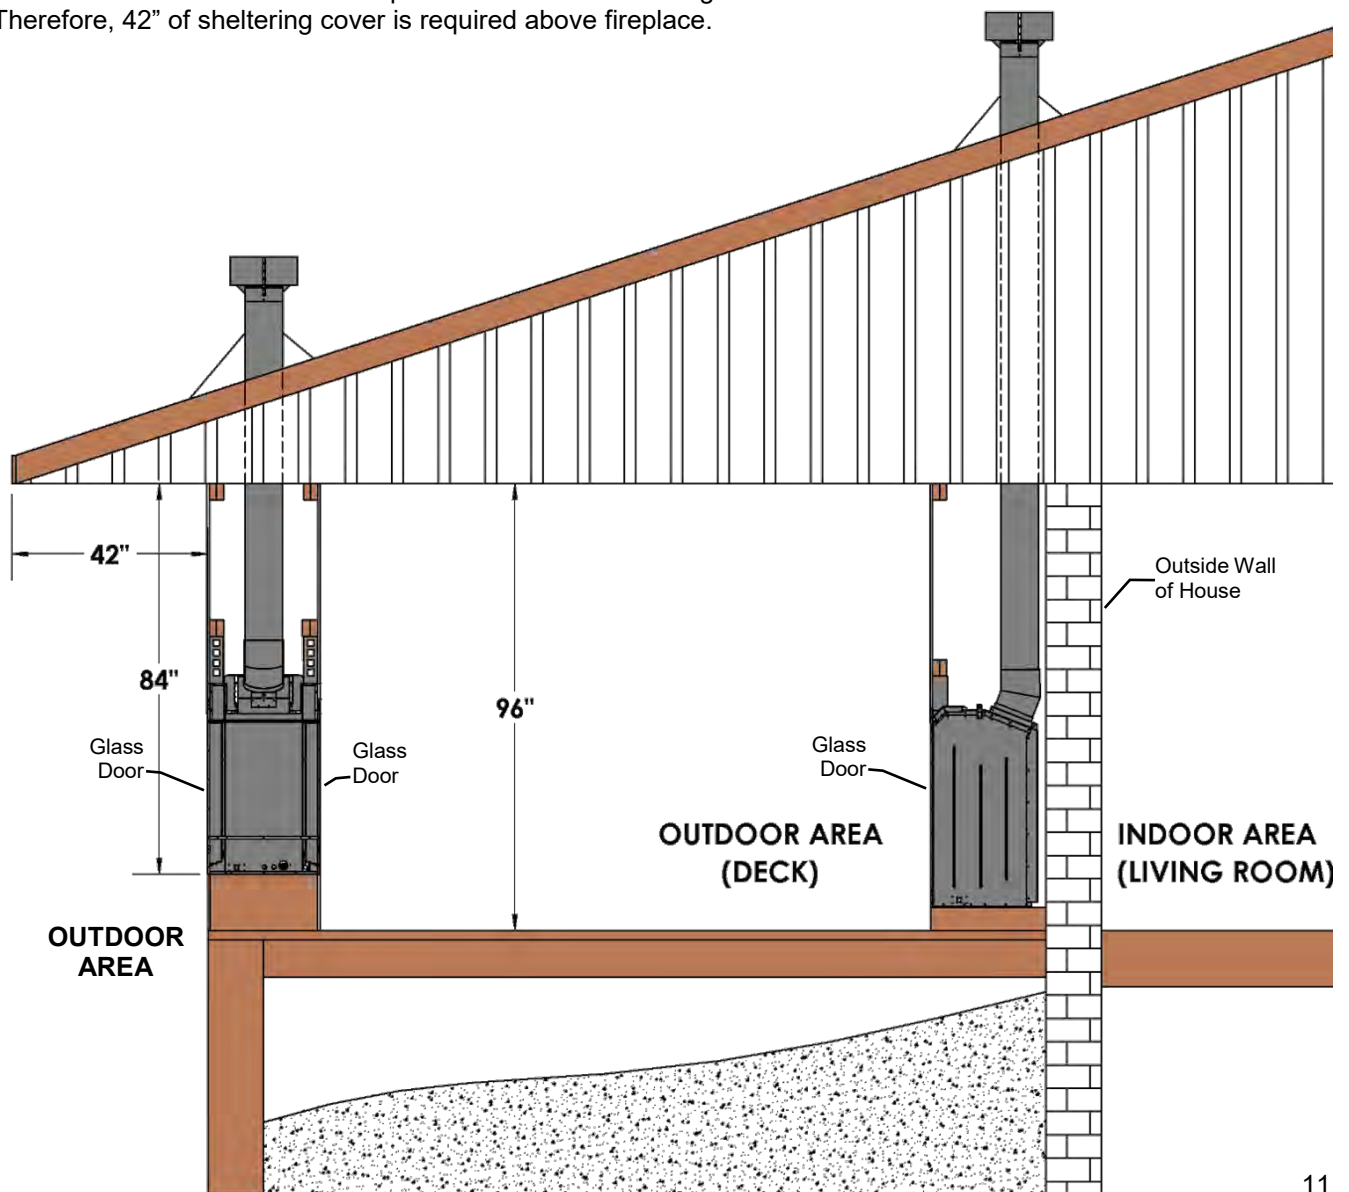 Therefore, 42” of sheltering cover is required above fireplace.
42"
84"
96"
Outside Wall
of House
Glass
Door
Glass
Door
Glass
Door
OUTDOOR AREA
(DECK)
INDOOR AREA
(LIVING ROOM)
OUTDOOR
AREA
11